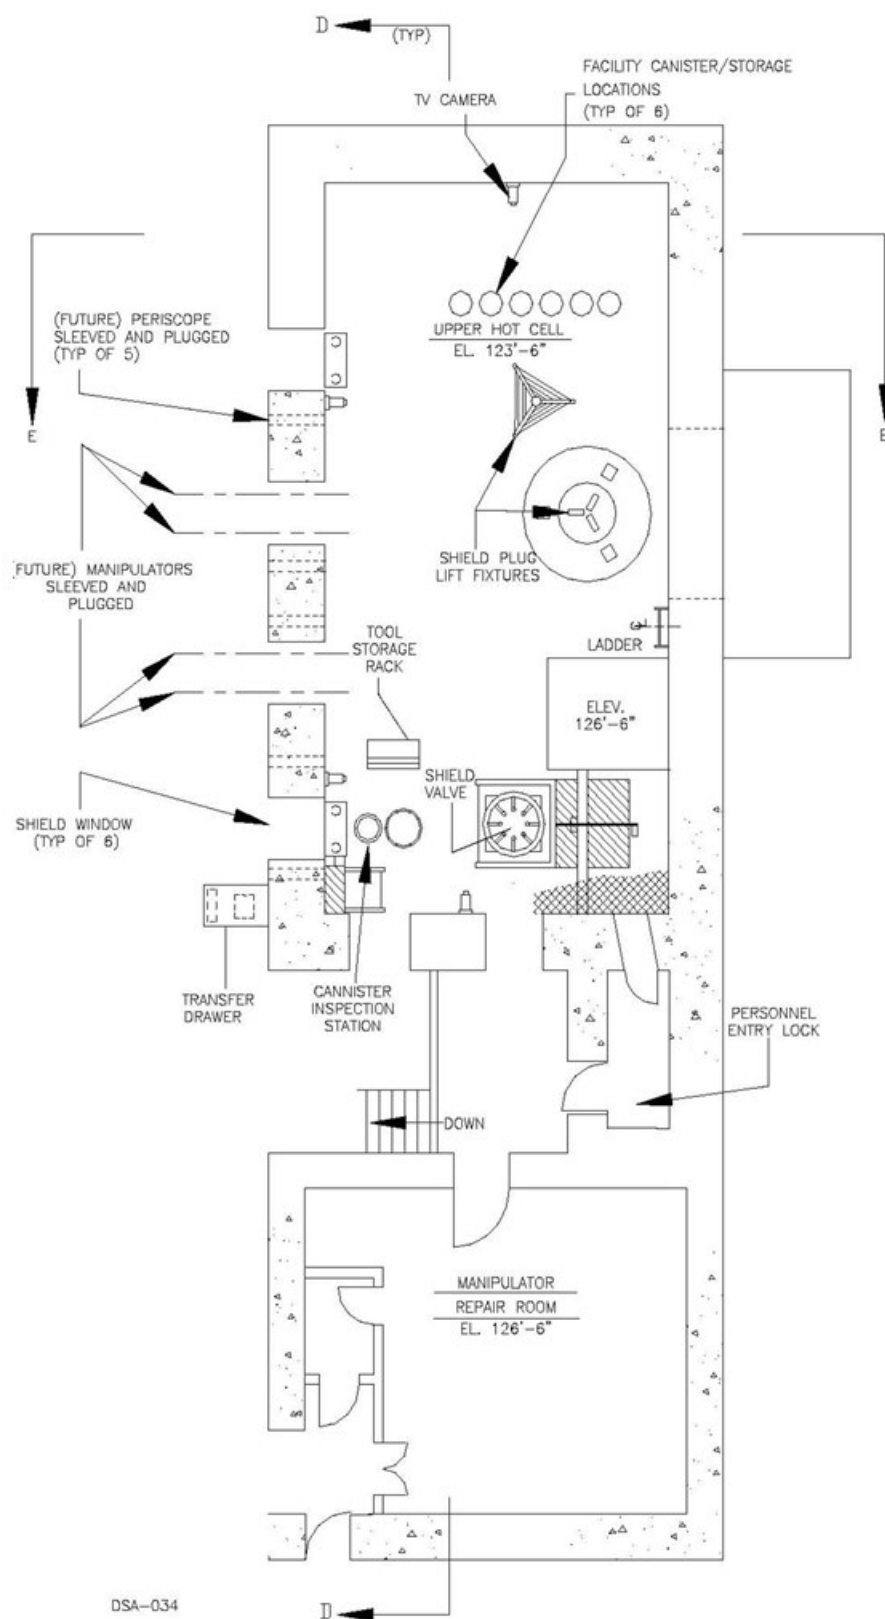 D
(TYP)
FACILITY CANISTER/STORAGE
LOCATIONS
(TYP OF 6)
TV CAMERA
(FUTURE) PERISCOPE
SLEEVED AND PLUGGED
(TYP OF 5)
UPPER HOT CELL
EL. 123'-6"
E
E
SHIELD PLUG
LIFT FIXTURES
(FUTURE) MANIPULATORS
SLEEVED AND
PLUGGED
TOOL
STORAGE
RACK
LADDER
ELEV.
126'-6"
SHIELD
VALVE
SHIELD WINDOW
(TYP OF 6)
TRANSFER
DRAWER
CANNISTER
INSPECTION
STATION
PERSONNEL
ENTRY LOCK
DOWN
MANIPULATOR
REPAIR ROOM
EL. 126'-6"
DSA-034
D